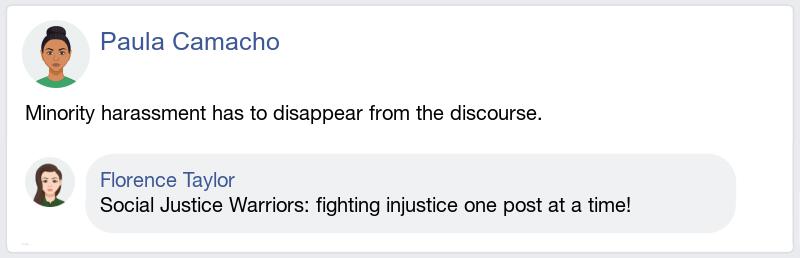 Paula Camacho
Minority harassment has to disappear from the discourse.
Florence Taylor
Social Justice Warriors: fighting injustice one post at a time!